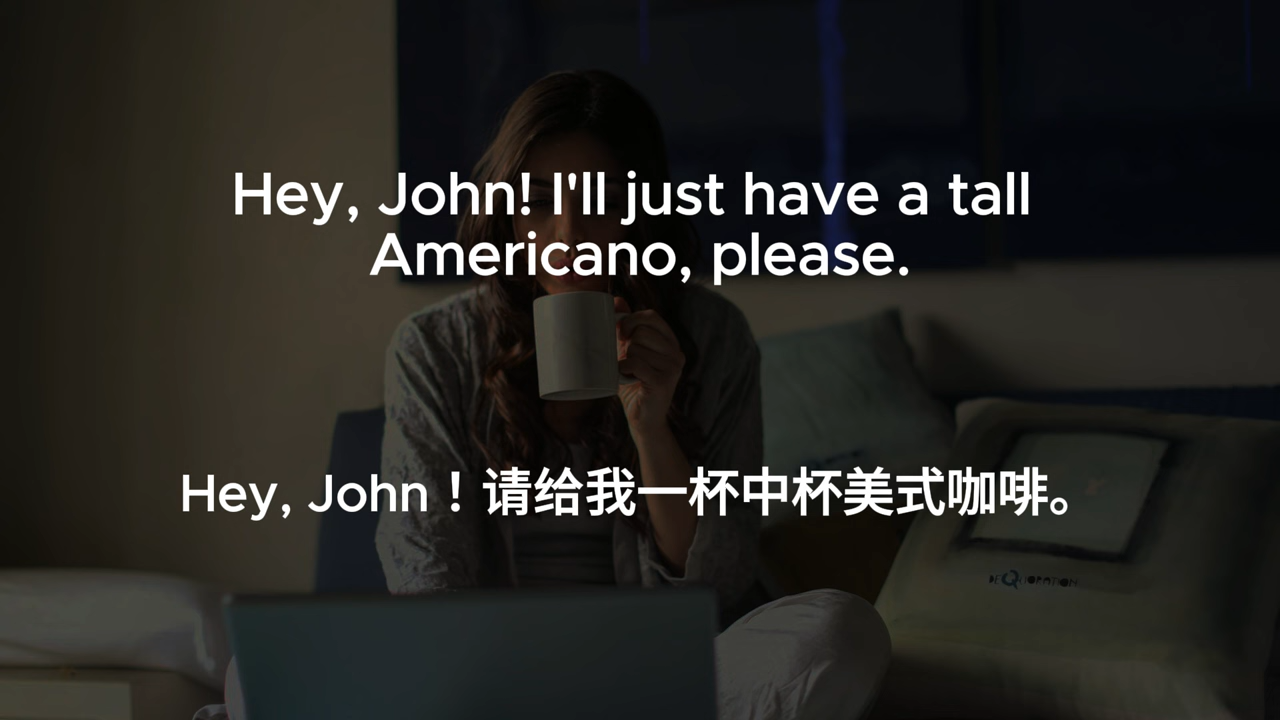 Hey, John! I'll just have a tall
Americano, please.
Hey, John！请给我一杯中杯美式咖啡。